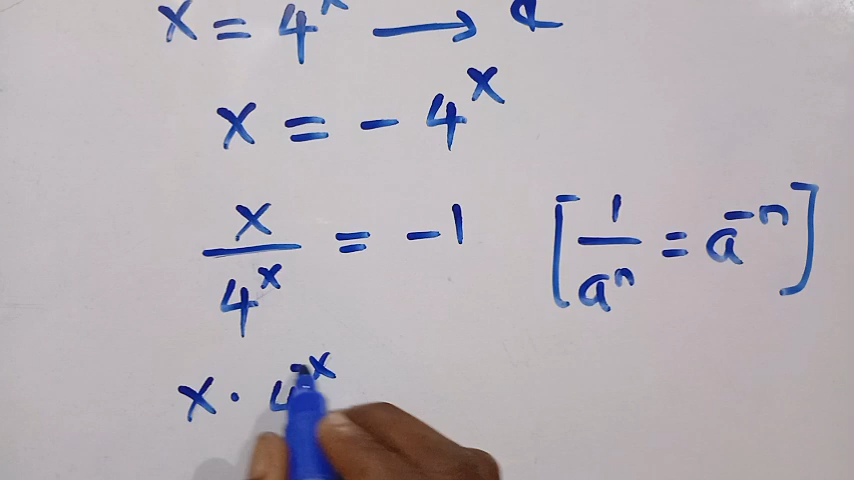 x = 4^x ⟶
x = - 4^x
x/4^x = -1 [1/a^n = a^-n]
x · 4^-x